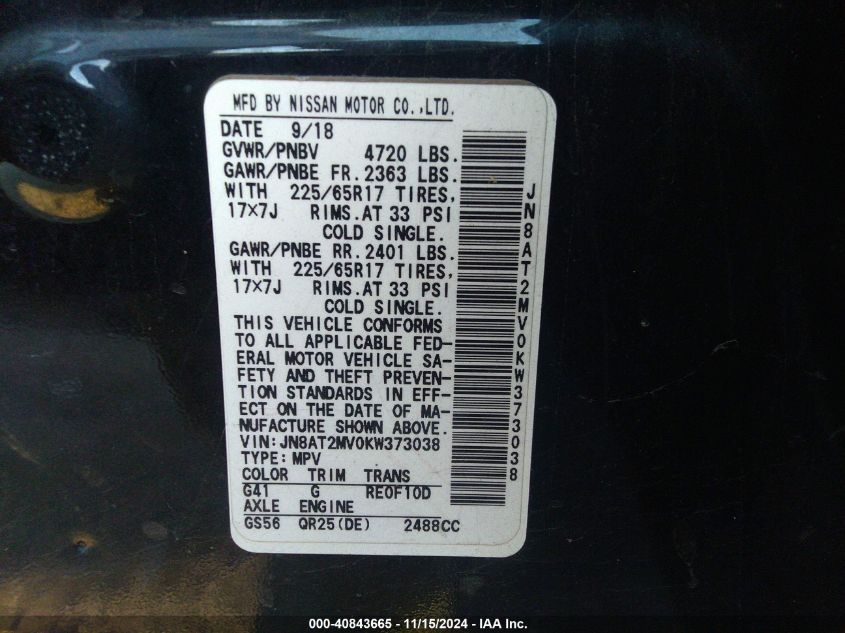 MFD BY NISSAN MOTOR CO.,LTD.
DATE 9/18
GVWR/PNBV 4720 LBS.
GAWR/PNBE FR. 2363 LBS.
WITH 225/65R17 TIRES,
17×7J RIMS. AT 33 PSI
COLD SINGLE.
GAWR/PNBE RR. 2401 LBS.
WITH 225/65R17 TIRES,
17×7J RIMS. AT 33 PSI
COLD SINGLE.
THIS VEHICLE CONFORMS
TO ALL APPLICABLE FED-
ERAL MOTOR VEHICLE SA-
FETY AND THEFT PREVEN-
TION STANDARDS IN EFF-
ECT ON THE DATE OF MA-
NUFACTURE SHOWN ABOVE.
VIN: JN8AT2MV0KW373038
TYPE: MPV
COLOR TRIM TRANS
G41 G RE0F10D
AXLE ENGINE
GS56 QR25(DE) 2488CC
JN8AT2MV0KW373038
000-40843665 - 11/15/2024 - IAA Inc.